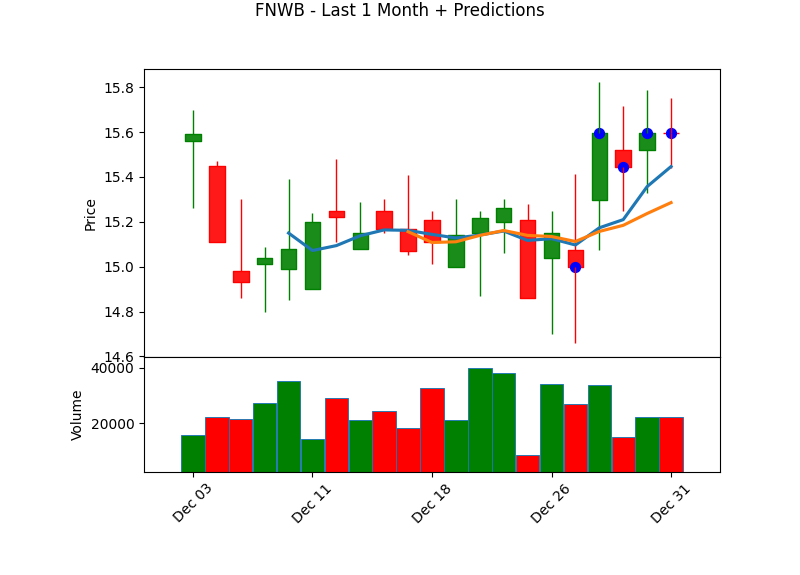 FNWB - Last 1 Month + Predictions
15.8
15.6
15.4
15.2
15.0
14.8
14.6
Price
40000
20000
Volume
Dec 03
Dec 11
Dec 18
Dec 26
Dec 31